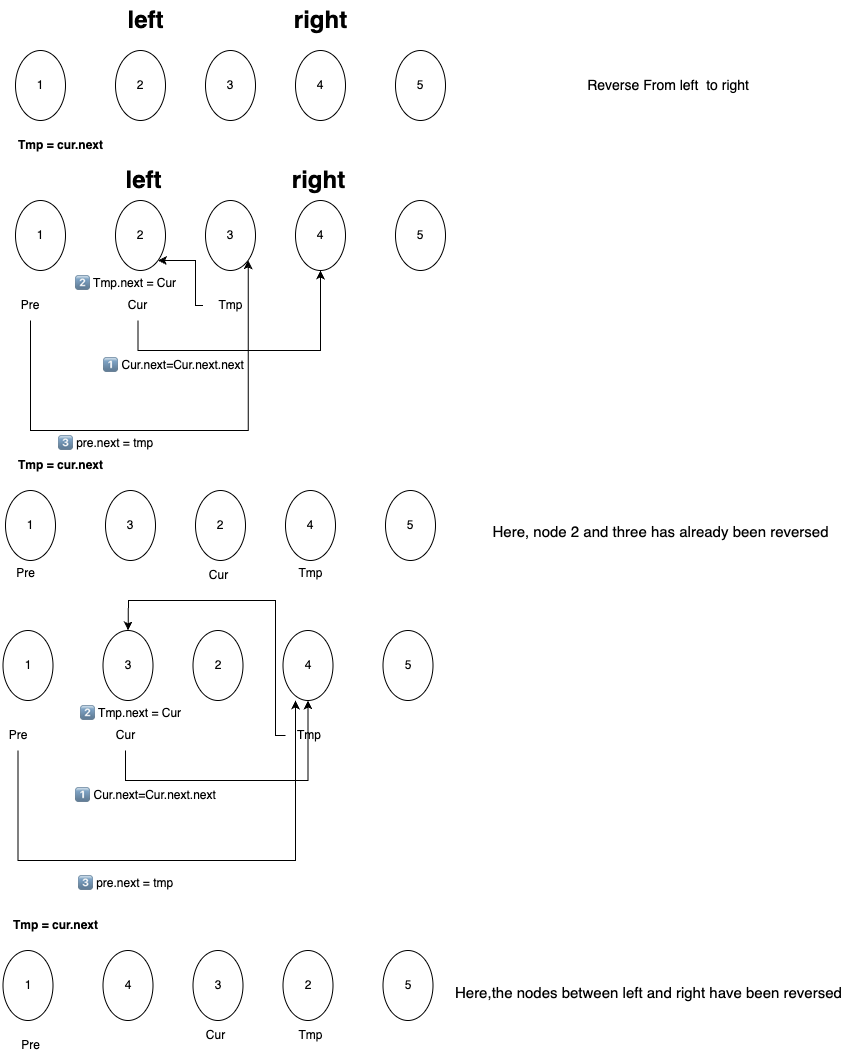 left right
1 2 3 4 5
Reverse From left to right
Tmp = cur.next
left right
1 2 3 4 5
2 Tmp.next = Cur
Pre Cur Tmp
1 Cur.next=Cur.next.next
3 pre.next = tmp
Tmp = cur.next
1 3 2 4 5
Here, node 2 and three has already been reversed
Pre Cur Tmp
1 3 2 4 5
2 Tmp.next = Cur
Pre Cur Tmp
1 Cur.next=Cur.next.next
3 pre.next = tmp
Tmp = cur.next
1 4 3 2 5
Here,the nodes between left and right have been reversed
Pre Cur Tmp